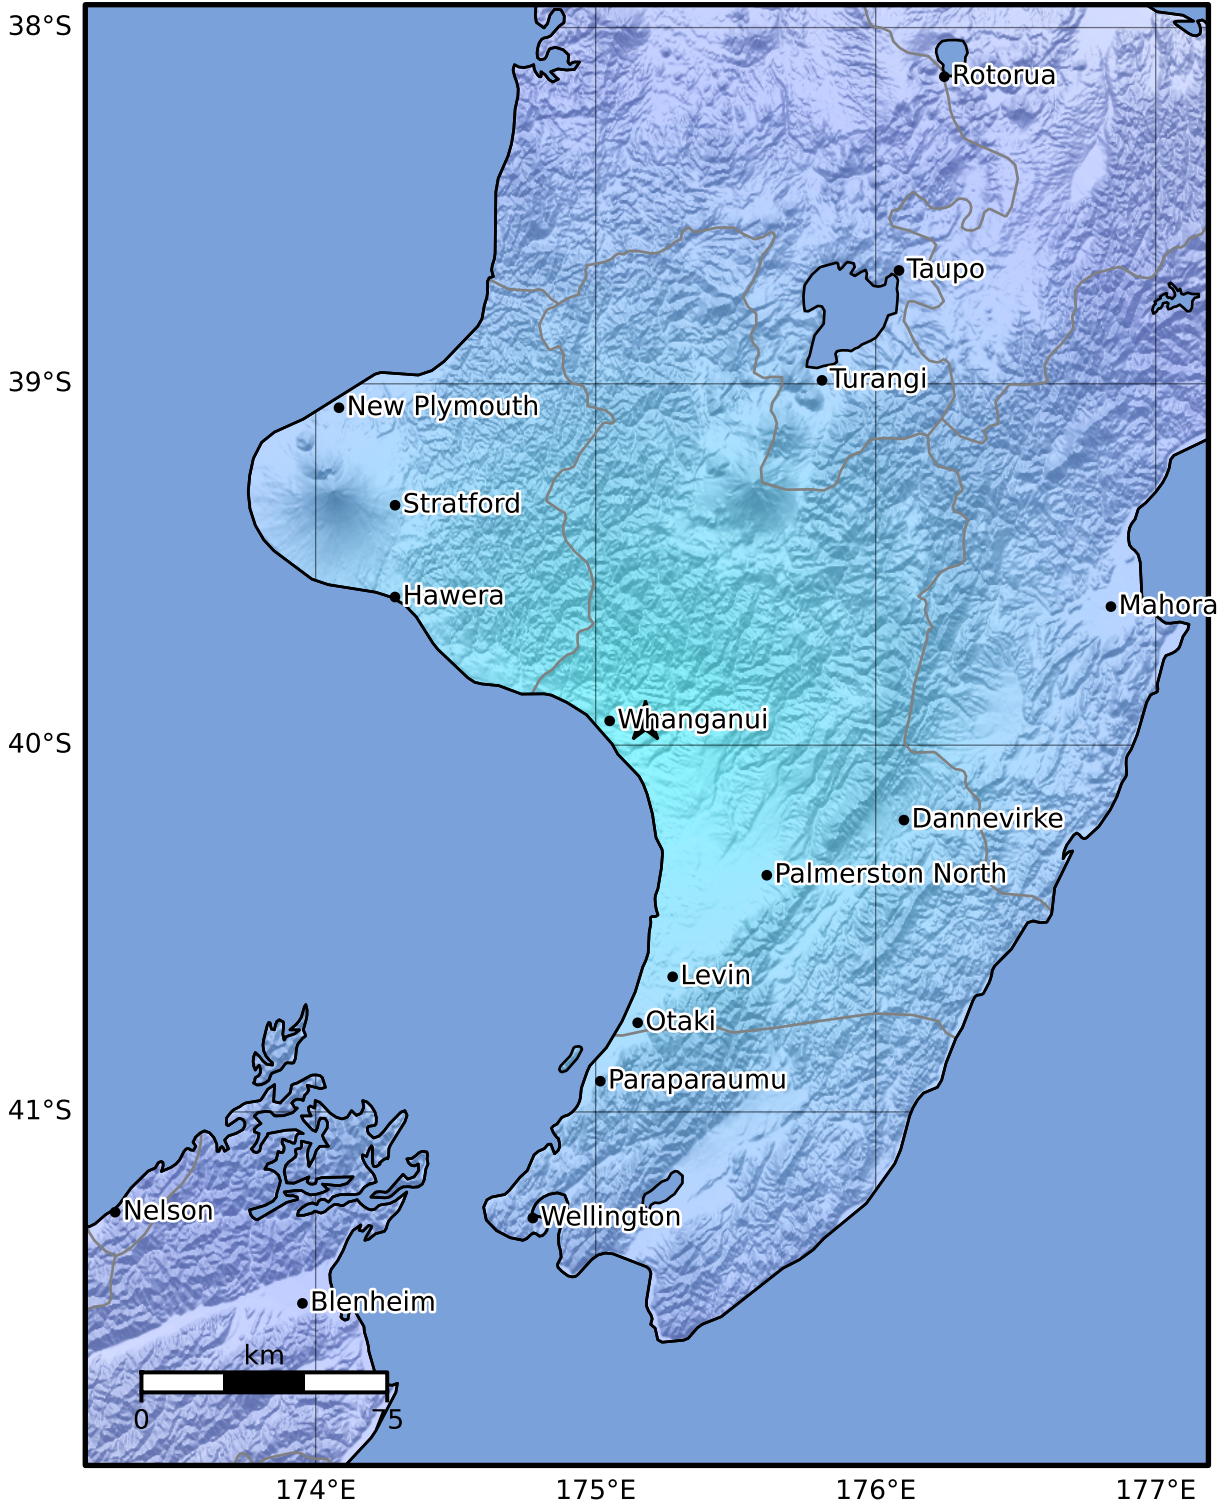 38°S
Rotorua
Taupo
39°S
Turangi
New Plymouth
Stratford
Hawera
Mahora
Whanganui
40°S
Dannevirke
Palmerston North
Levin
Otaki
Paraparaumu
41°S
Nelson
Wellington
Blenheim
km
0 75
174°E 175°E 176°E 177°E